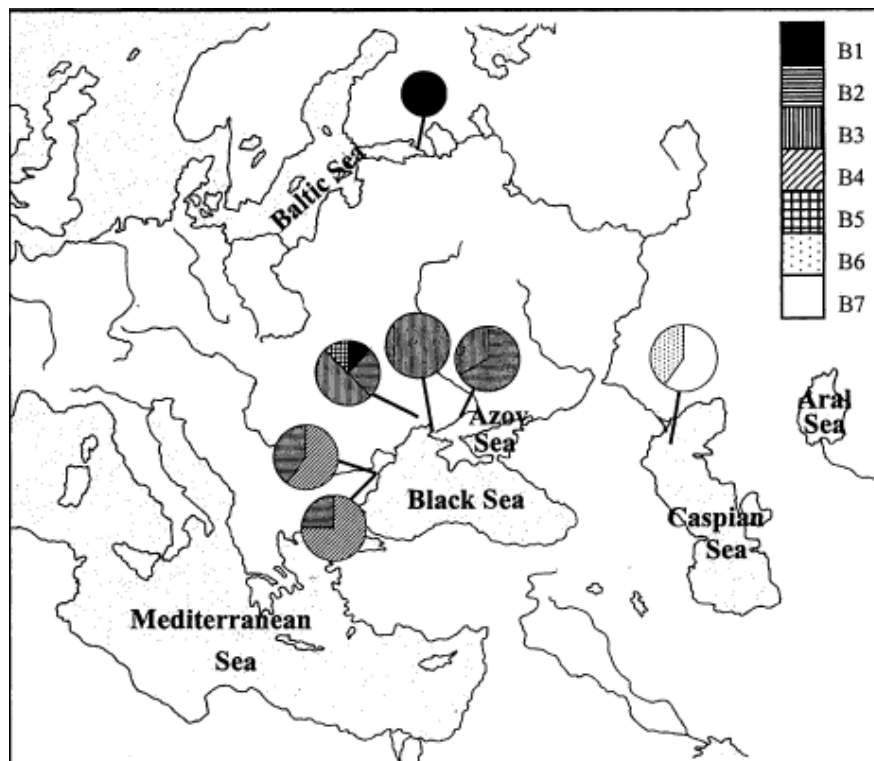 B1
B2
B3
B4
B5
B6
B7
Baltic Sea
Azov
Sea
Aral
Sea
Black Sea
Caspian
Sea
Mediterranean
Sea